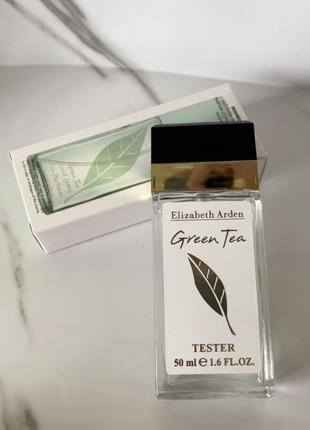 Elizabeth Arden
Green Tea
TESTER
50 ml ℮ 1.6 FL.OZ.